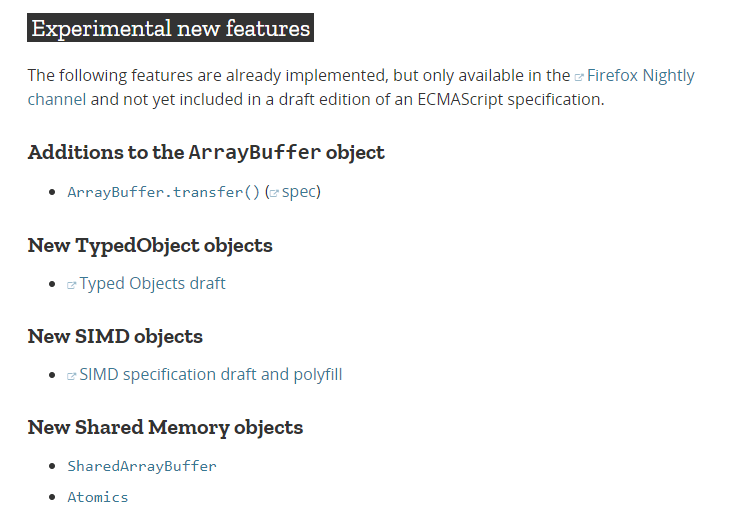 Experimental new features
The following features are already implemented, but only available in the Firefox Nightly
channel and not yet included in a draft edition of an ECMAScript specification.
Additions to the ArrayBuffer object
ArrayBuffer.transfer() (spec)
New TypedObject objects
Typed Objects draft
New SIMD objects
SIMD specification draft and polyfill
New Shared Memory objects
SharedArrayBuffer
Atomics